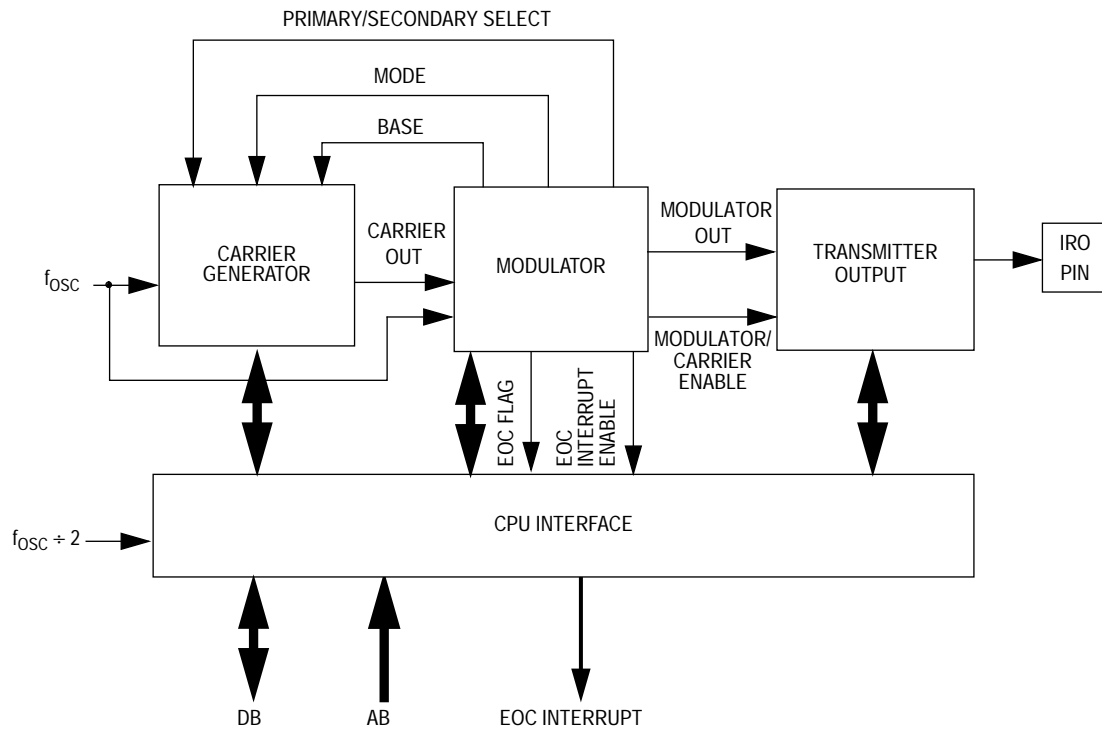 PRIMARY/SECONDARY SELECT
MODE
BASE
CARRIER
GENERATOR
CARRIER
OUT
MODULATOR
MODULATOR
OUT
TRANSMITTER
OUTPUT
IRO
PIN
fOSC
MODULATOR/
CARRIER
ENABLE
EOC FLAG
EOC
INTERRUPT
ENABLE
CPU INTERFACE
fOSC ÷ 2
DB
AB
EOC INTERRUPT